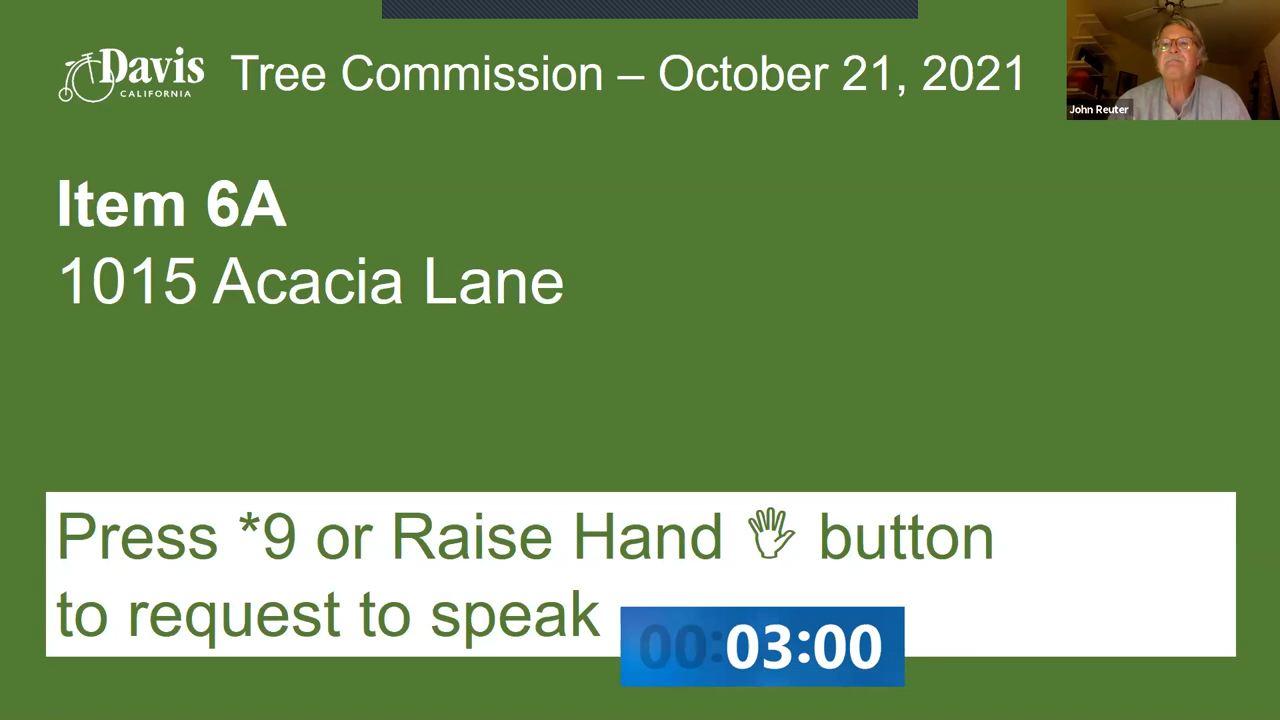 Davis
CALIFORNIA
Tree Commission – October 21, 2021
John Reuter
Item 6A
1015 Acacia Lane
Press *9 or Raise Hand button
to request to speak
00:03:00